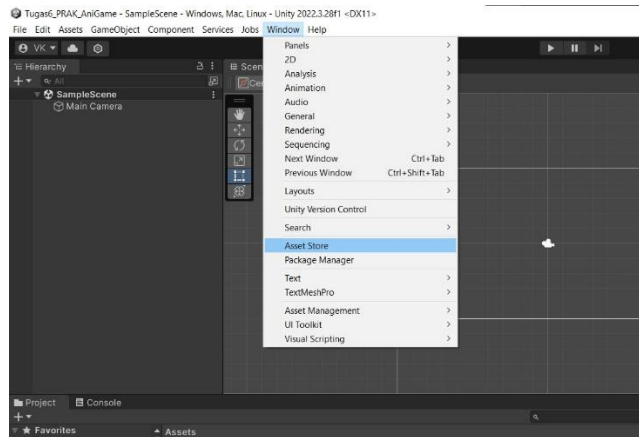 Tugas6_PRAK_AniGame - SampleScene - Windows, Mac, Linux - Unity 2022.3.28f1 <DX11>
File Edit Assets GameObject Component Services Jobs Window Help
VK
Hierarchy
Scen
All
Cen
SampleScene
Main Camera
Panels
2D
Analysis
Animation
Audio
General
Rendering
Sequencing
Next Window Ctrl+Tab
Previous Window Ctrl+Shift+Tab
Layouts
Unity Version Control
Search
Asset Store
Package Manager
Text
TextMeshPro
Asset Management
UI Toolkit
Visual Scripting
Project Console
Favorites Assets